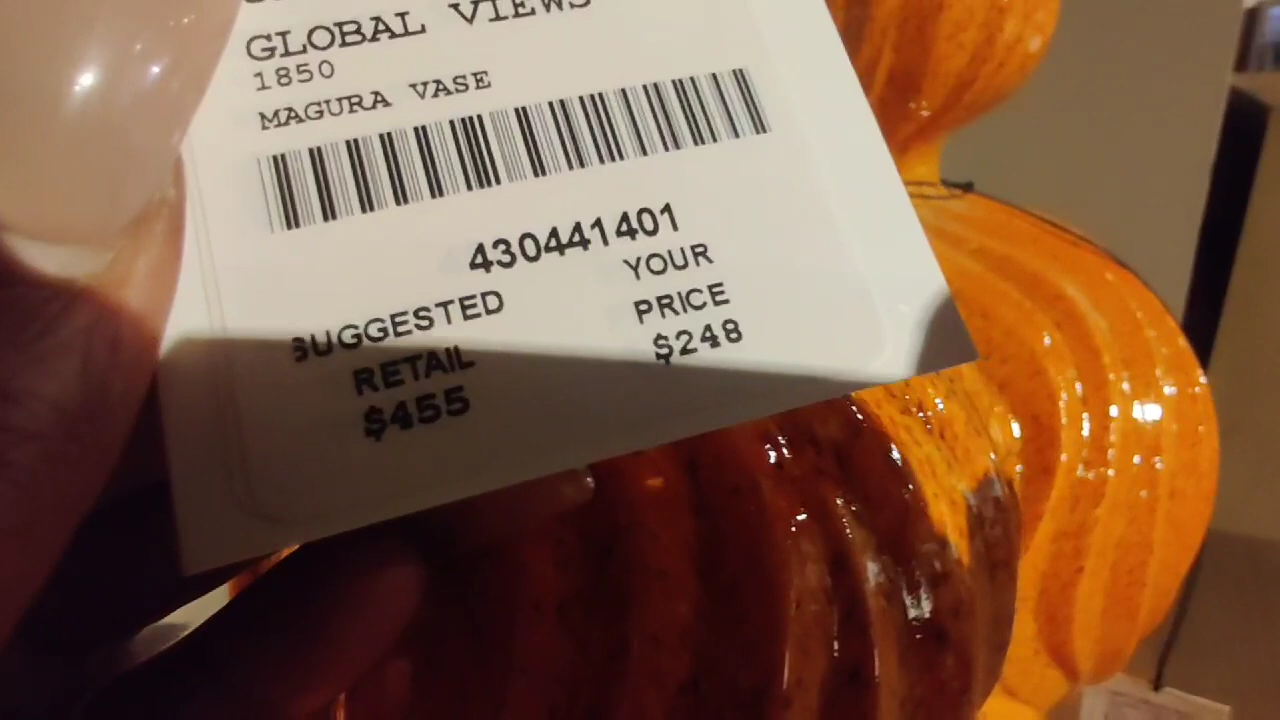 GLOBAL VIEWS
1850
MAGURA VASE
430441401
SUGGESTED
RETAIL
$455
YOUR
PRICE
$248